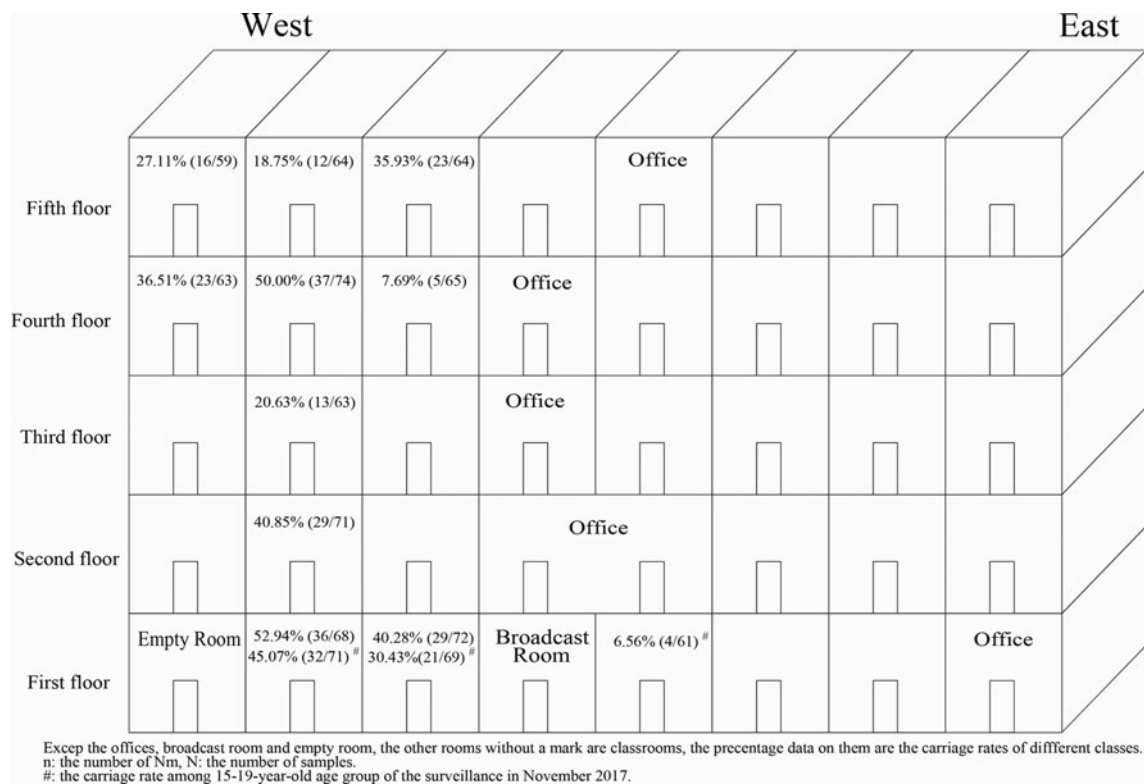 West East
27.11% (16/59) 18.75% (12/64) 35.93% (23/64) Office
Fifth floor
36.51% (23/63) 50.00% (37/74) 7.69% (5/65) Office
Fourth floor
20.63% (13/63) Office
Third floor
40.85% (29/71) Office
Second floor
Empty Room 52.94% (36/68) 40.28% (29/72) Broadcast 6.56% (4/61) # Office
45.07% (32/71) # 30.43%(21/69) # Room
First floor
Excep the offices, broadcast room and empty room, the other rooms without a mark are classrooms, the precentage data on them are the carriage rates of diffferent classes.
n: the number of Nm, N: the number of samples.
#: the carriage rate among 15-19-year-old age group of the surveillance in November 2017.